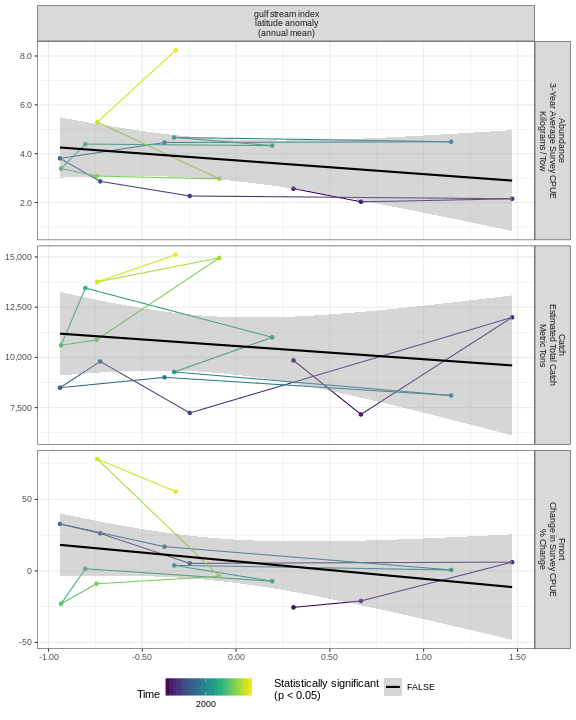 gulf stream index
latitude anomaly
(annual mean)
8.0
6.0
4.0
2.0
Abundance
3-Year Average Survey CPUE
Kilograms / Tow
15,000
12,500
10,000
7,500
Catch
Estimated Total Catch
Metric Tons
50
0
-50
Fmort
Change in Survey CPUE
% Change
-1.00
-0.50
0.00
0.50
1.00
1.50
Time
2000
Statistically significant
(p < 0.05)
FALSE